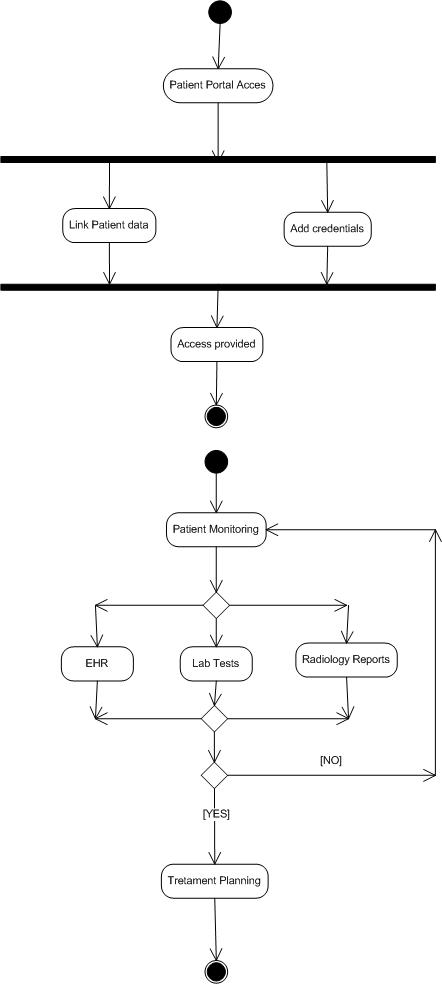 Patient Portal Acces
Link Patient data
Add credentials
Access provided
Patient Monitoring
EHR
Lab Tests
Radiology Reports
[NO]
[YES]
Tretament Planning